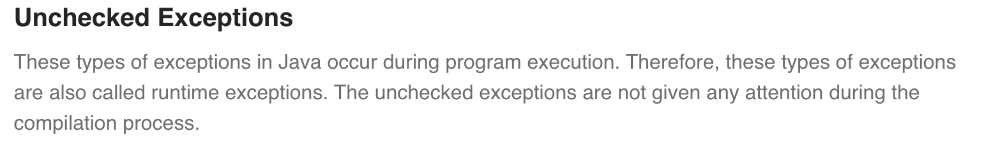 Unchecked Exceptions
These types of exceptions in Java occur during program execution. Therefore, these types of exceptions
are also called runtime exceptions. The unchecked exceptions are not given any attention during the
compilation process.